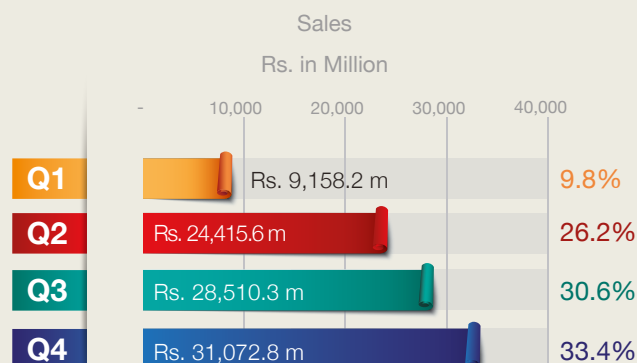 Sales
Rs. in Million
- 10,000 20,000 30,000 40,000
Q1 Rs. 9,158.2 m 9.8%
Q2 Rs. 24,415.6 m 26.2%
Q3 Rs. 28,510.3 m 30.6%
Q4 Rs. 31,072.8 m 33.4%